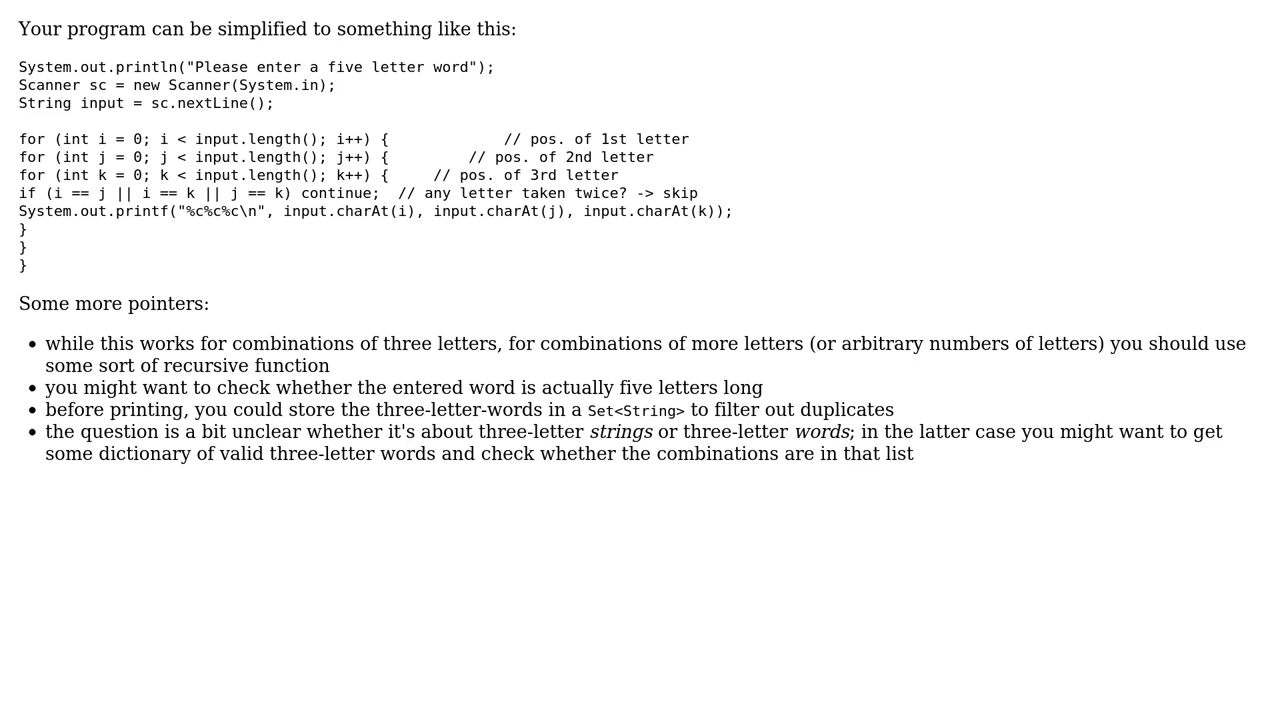 Your program can be simplified to something like this:
System.out.println("Please enter a five letter word");
Scanner sc = new Scanner(System.in);
String input = sc.nextLine();
for (int i = 0; i < input.length(); i++) {             // pos. of 1st letter
for (int j = 0; j < input.length(); j++) {         // pos. of 2nd letter
for (int k = 0; k < input.length(); k++) {     // pos. of 3rd letter
if (i == j || i == k || j == k) continue;  // any letter taken twice? -> skip
System.out.printf("%c%c%c\n", input.charAt(i), input.charAt(j), input.charAt(k));
}
}
}
Some more pointers:
• while this works for combinations of three letters, for combinations of more letters (or arbitrary numbers of letters) you should use
some sort of recursive function
• you might want to check whether the entered word is actually five letters long
• before printing, you could store the three-letter-words in a Set<String> to filter out duplicates
• the question is a bit unclear whether it's about three-letter strings or three-letter words; in the latter case you might want to get
some dictionary of valid three-letter words and check whether the combinations are in that list